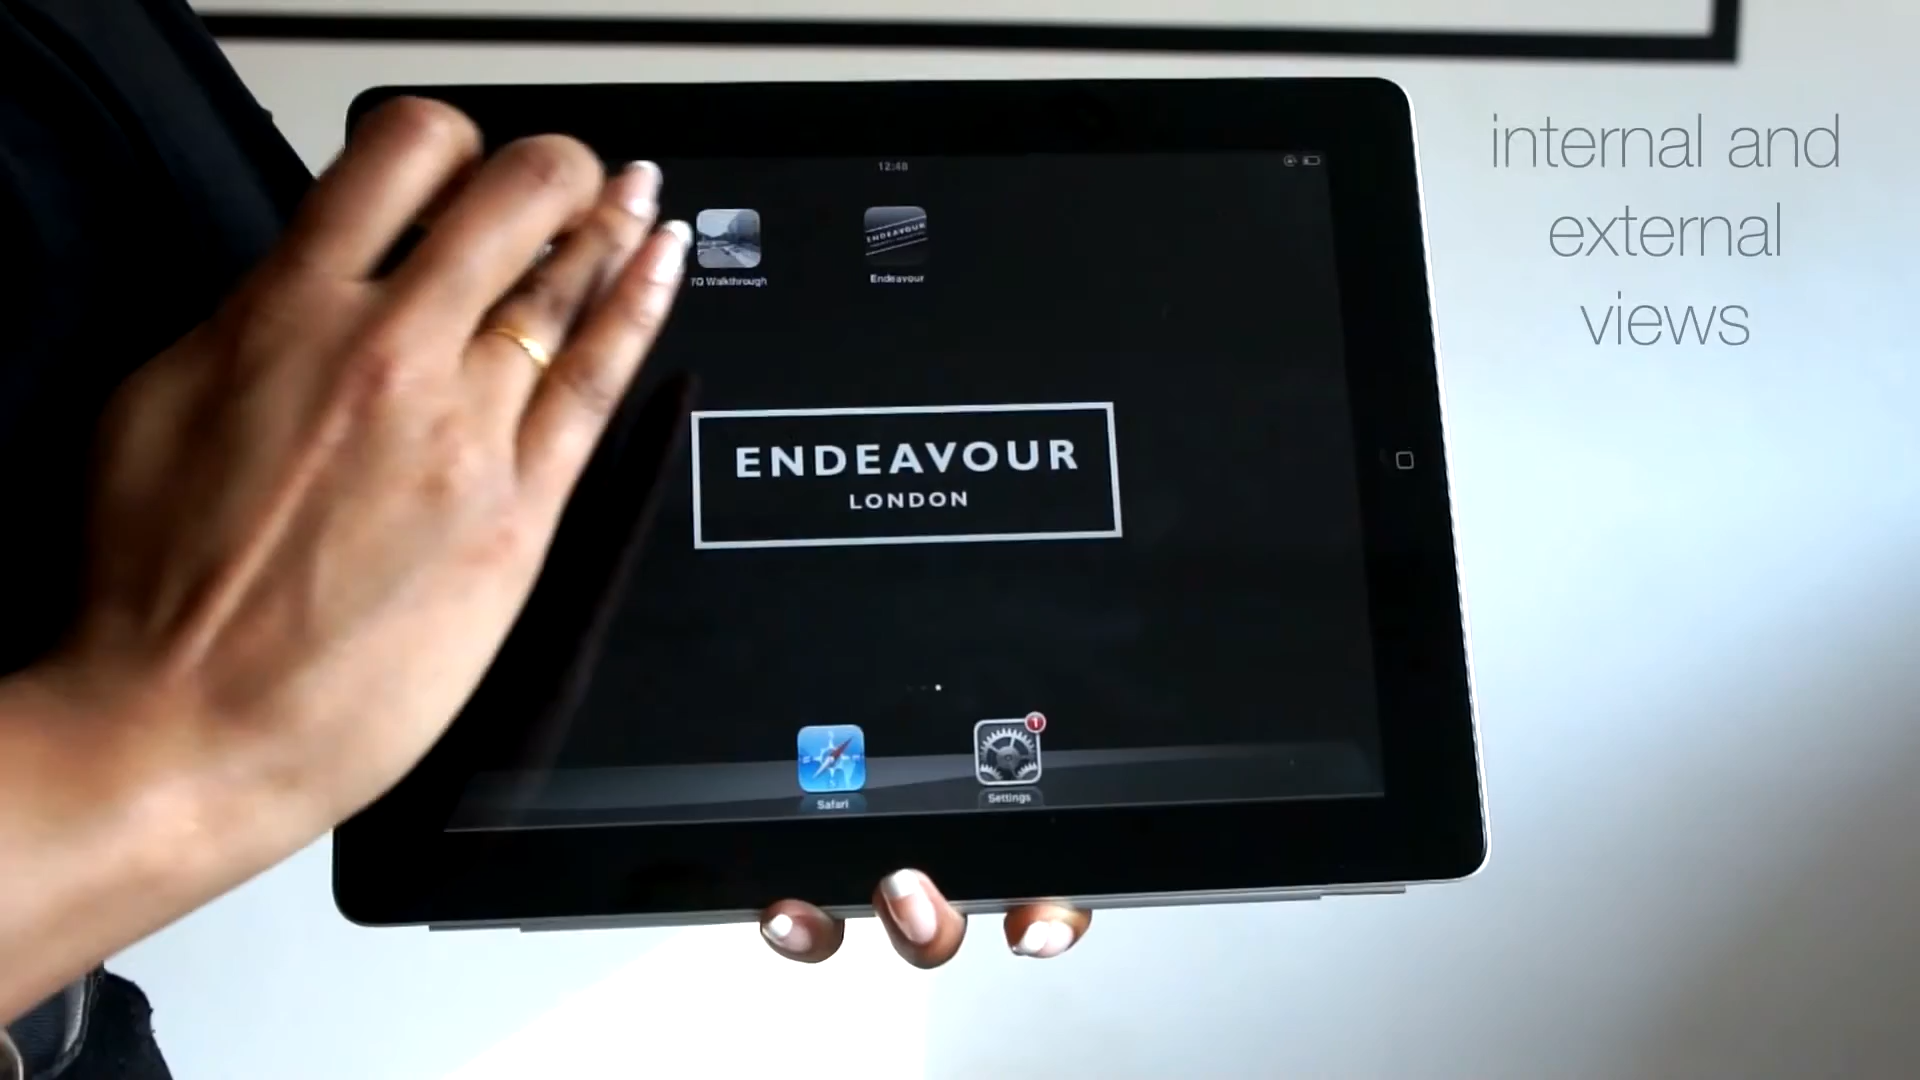 internal and
external
views
12:48
Walkthrough
ENDEAVOUR
Endeavour
ENDEAVOUR
LONDON
1
Safari
Settings